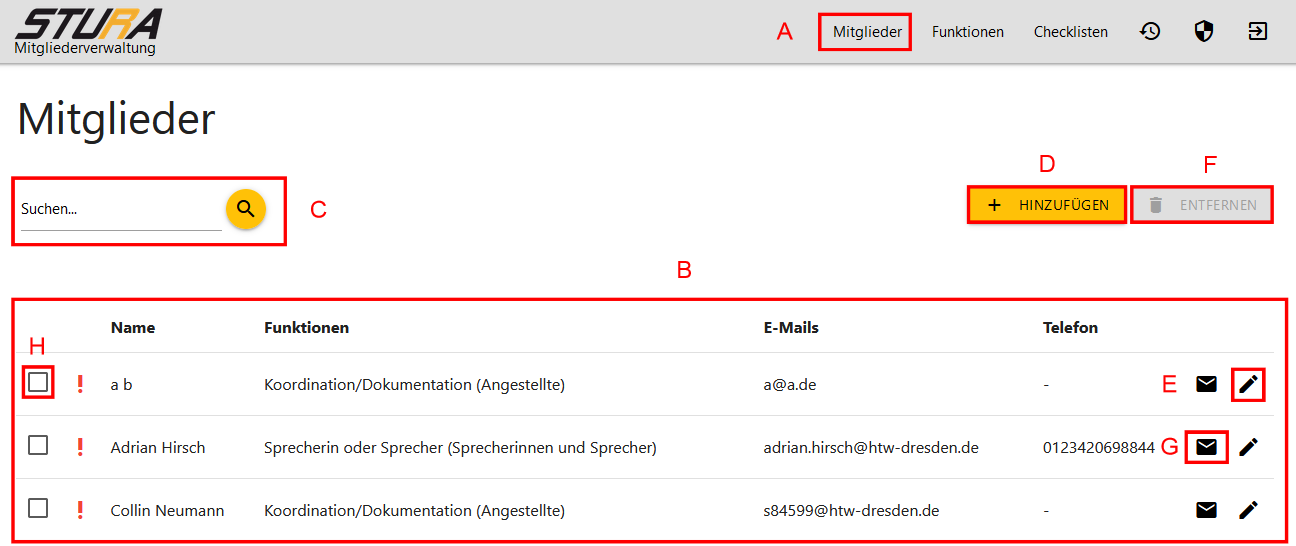 STURA
Mitgliederverwaltung
A Mitglieder Funktionen Checklisten
Mitglieder
D F
Suchen... C + HINZUFÜGEN ENTFERNEN
B
Name Funktionen E-Mails Telefon
H
! a b Koordination/Dokumentation (Angestellte) a@a.de - E
! Adrian Hirsch Sprecherin oder Sprecher (Sprecherinnen und Sprecher) adrian.hirsch@htw-dresden.de 0123420698844 G
! Collin Neumann Koordination/Dokumentation (Angestellte) s84599@htw-dresden.de -